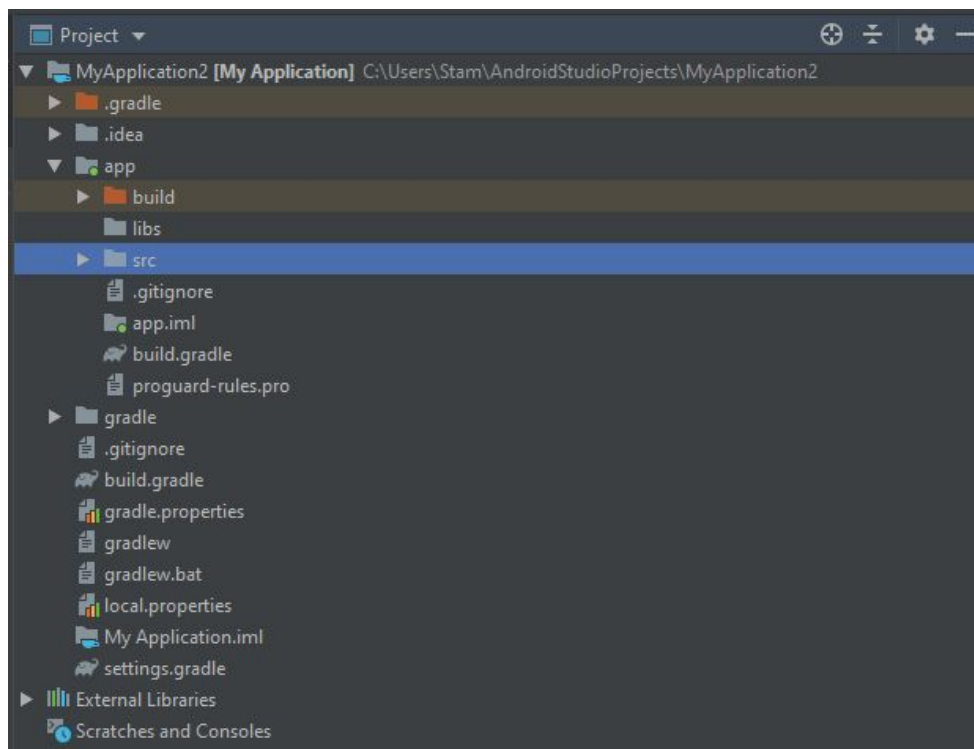 Project
MyApplication2 [My Application] C:\Users\Stam\AndroidStudioProjects\MyApplication2
.gradle
.idea
app
build
libs
src
.gitignore
app.iml
build.gradle
proguard-rules.pro
gradle
.gitignore
build.gradle
gradle.properties
gradlew
gradlew.bat
local.properties
My Application.iml
settings.gradle
External Libraries
Scratches and Consoles